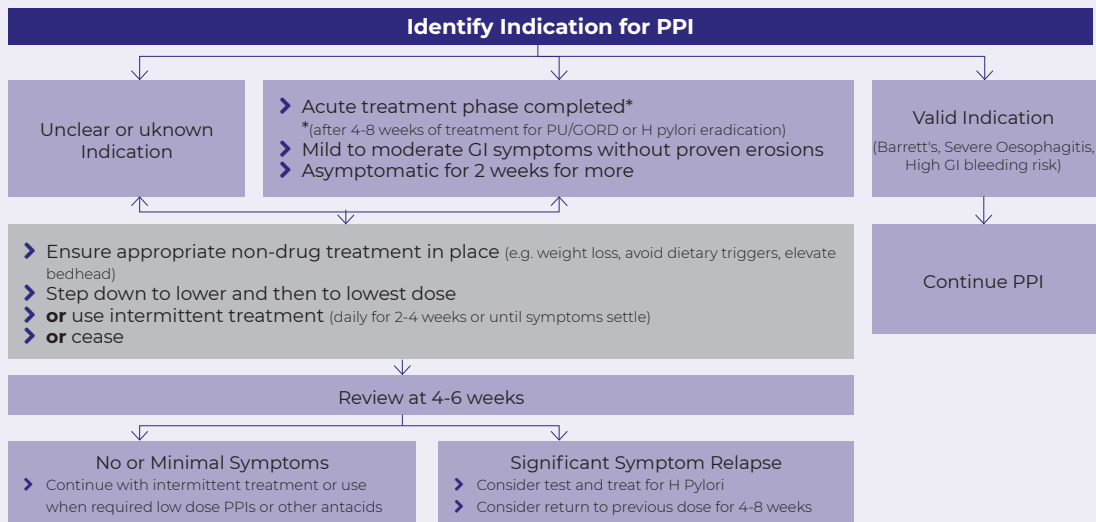 Identify Indication for PPI
Unclear or uknown
Indication
Acute treatment phase completed*
*(after 4-8 weeks of treatment for PU/GORD or H pylori eradication)
Mild to moderate GI symptoms without proven erosions
Asymptomatic for 2 weeks for more
Valid Indication
(Barrett's, Severe Oesophagitis,
High GI bleeding risk)
Ensure appropriate non-drug treatment in place (e.g. weight loss, avoid dietary triggers, elevate
bedhead)
Step down to lower and then to lowest dose
or use intermittent treatment (daily for 2-4 weeks or until symptoms settle)
or cease
Continue PPI
Review at 4-6 weeks
No or Minimal Symptoms
Continue with intermittent treatment or use
when required low dose PPIs or other antacids
Significant Symptom Relapse
Consider test and treat for H Pylori
Consider return to previous dose for 4-8 weeks